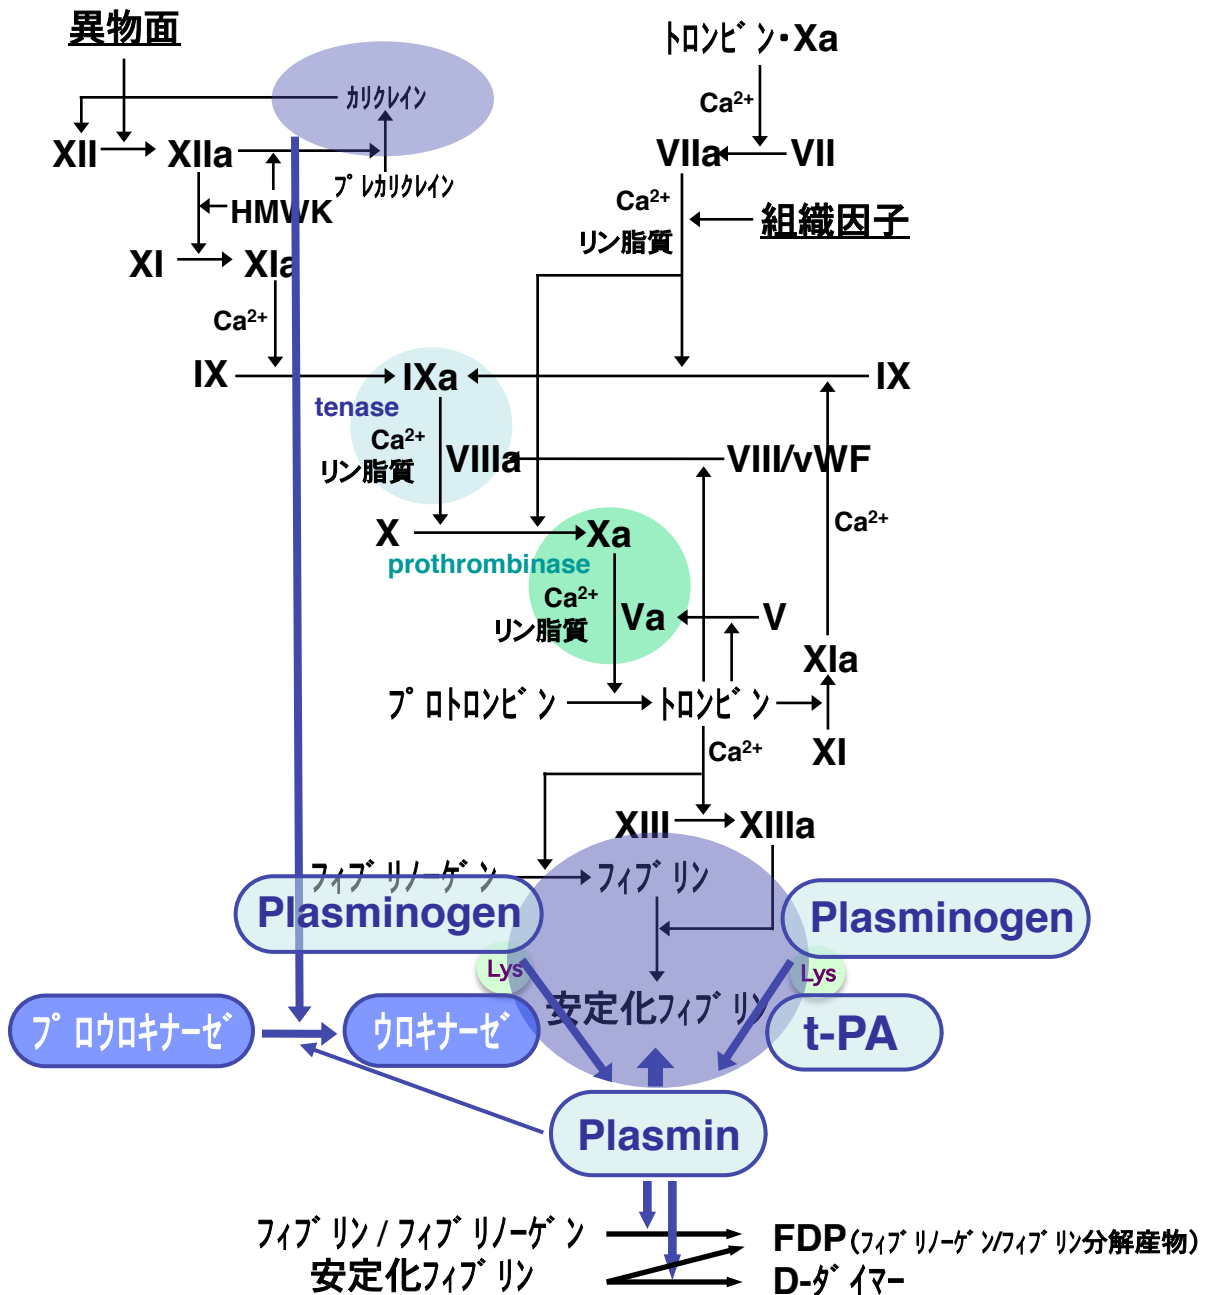 異物面
トロンビン・Xa
カリクレイン
Ca2+
XII
XIIa
VIIa
VII
プレカリクレイン
HMWK
Ca2+
組織因子
リン脂質
XI
XIa
Ca2+
IX
IXa
IX
tenase
Ca2+
リン脂質
VIIIa
VIII/vWF
Ca2+
X
Xa
prothrombinase
Ca2+
リン脂質
Va
V
XIa
プロトロンビン
トロンビン
XI
Ca2+
XIII
XIIIa
フィブリノーゲン
フィブリン
Plasminogen
Plasminogen
Lys
Lys
安定化フィブリン
プロウロキナーゼ
ウロキナーゼ
t-PA
Plasmin
フィブリン / フィブリノーゲン
FDP(フィブリノーゲン/フィブリン分解産物)
安定化フィブリン
D-ダイマー